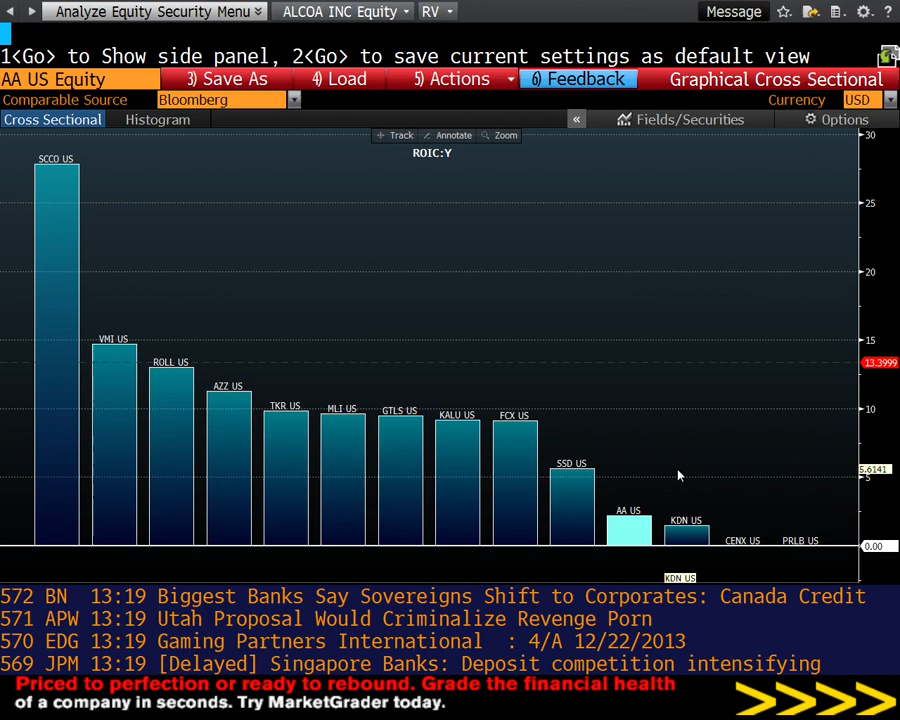 Analyze Equity Security Menu ALCOA INC Equity RV Message
1<Go> to Show side panel, 2<Go> to save current settings as default view
AA US Equity 3) Save As 4) Load 5) Actions 6) Feedback Graphical Cross Sectional
Comparable Source Bloomberg Currency USD
Cross Sectional Histogram « Fields/Securities Options
Track Annotate Zoom
ROIC:Y
30
SCCO US
25
20
15
VMI US
ROLL US
13.3999
AZZ US
10
TKR US
MLI US
GTLS US
KALU US
FCX US
SSD US
5.6141
5
AA US
KDN US
CENX US
PRLB US
0.00
KDN US
572 BN 13:19 Biggest Banks Say Sovereigns Shift to Corporates: Canada Credit
571 APW 13:19 Utah Proposal Would Criminalize Revenge Porn
570 EDG 13:19 Gaming Partners International : 4/A 12/22/2013
569 JPM 13:19 [Delayed] Singapore Banks: Deposit competition intensifying
Priced to perfection or ready to rebound. Grade the financial health
of a company in seconds. Try MarketGrader today.